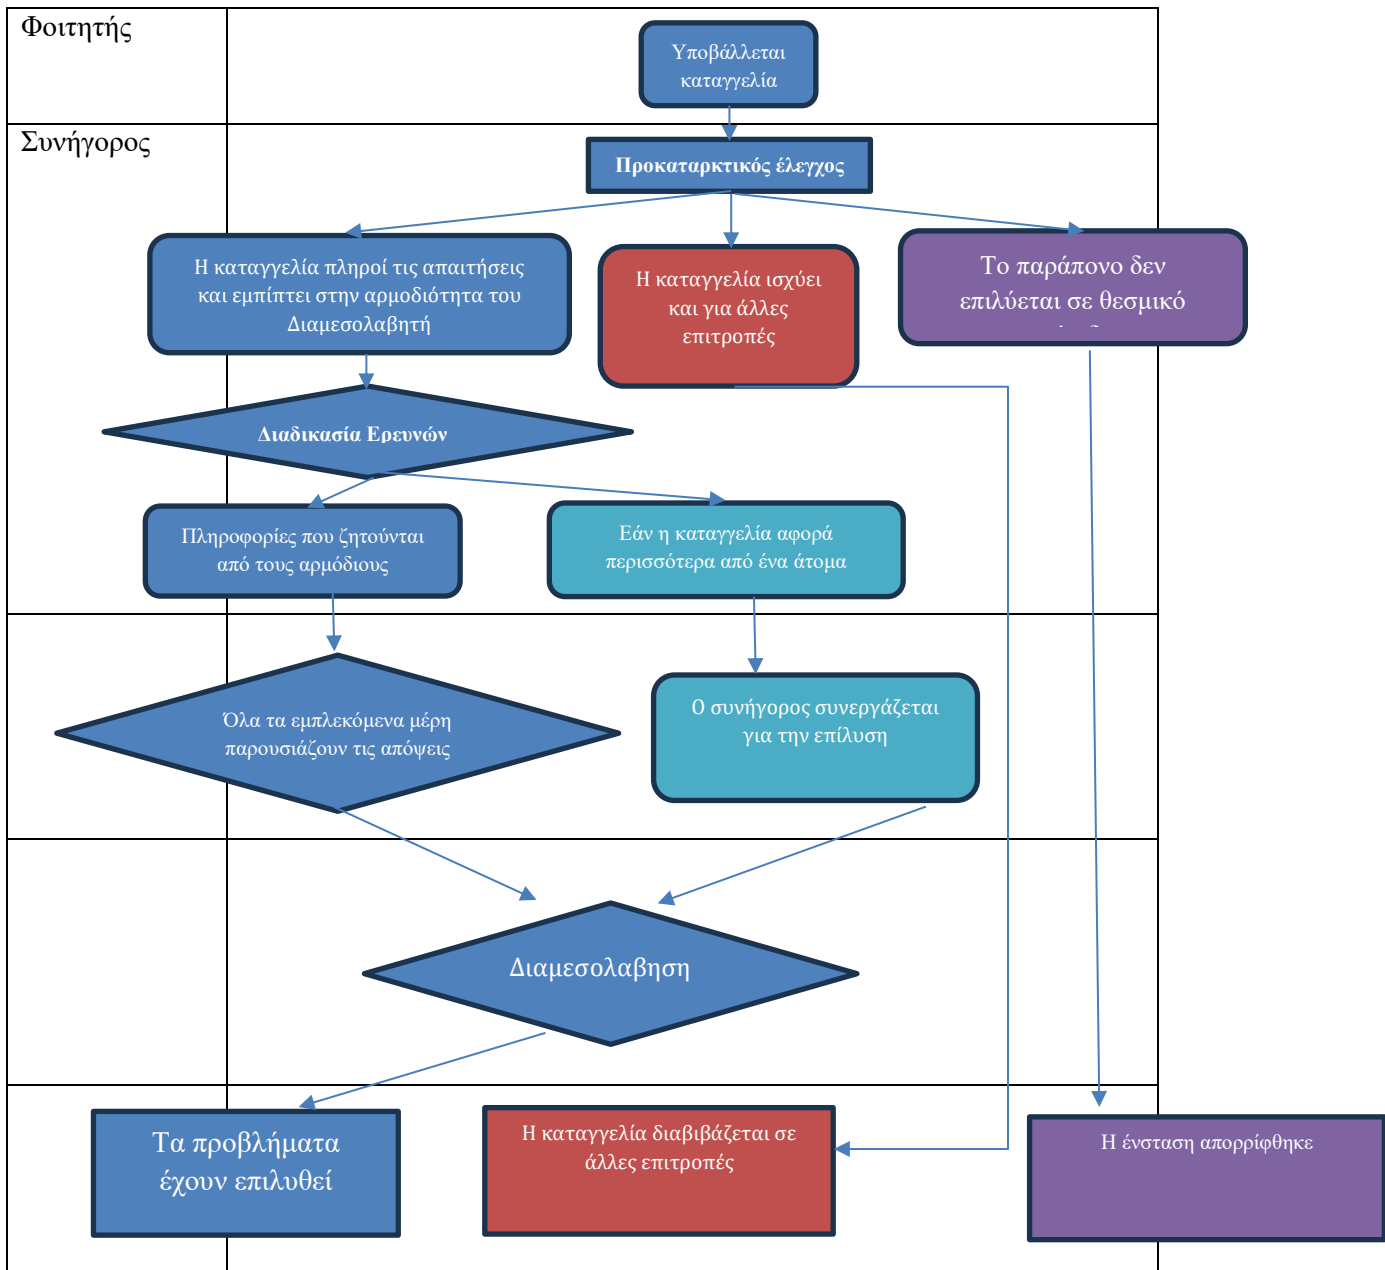 Φοιτητής
Υποβάλλεται
καταγγελία
Συνήγορος
Προκαταρκτικός έλεγχος
Η καταγγελία πληροί τις απαιτήσεις
και εμπίπτει στην αρμοδιότητα του
Διαμεσολαβητή
Η καταγγελία ισχύει
και για άλλες
επιτροπές
Το παράπονο δεν
επιλύεται σε θεσμικό
Διαδικασία Ερευνών
Πληροφορίες που ζητούνται
από τους αρμόδιους
Εάν η καταγγελία αφορά
περισσότερα από ένα άτομα
Όλα τα εμπλεκόμενα μέρη
παρουσιάζουν τις απόψεις
Ο συνήγορος συνεργάζεται
για την επίλυση
Διαμεσολαβηση
Τα προβλήματα
έχουν επιλυθεί
Η καταγγελία διαβιβάζεται σε
άλλες επιτροπές
Η ένσταση απορρίφθηκε